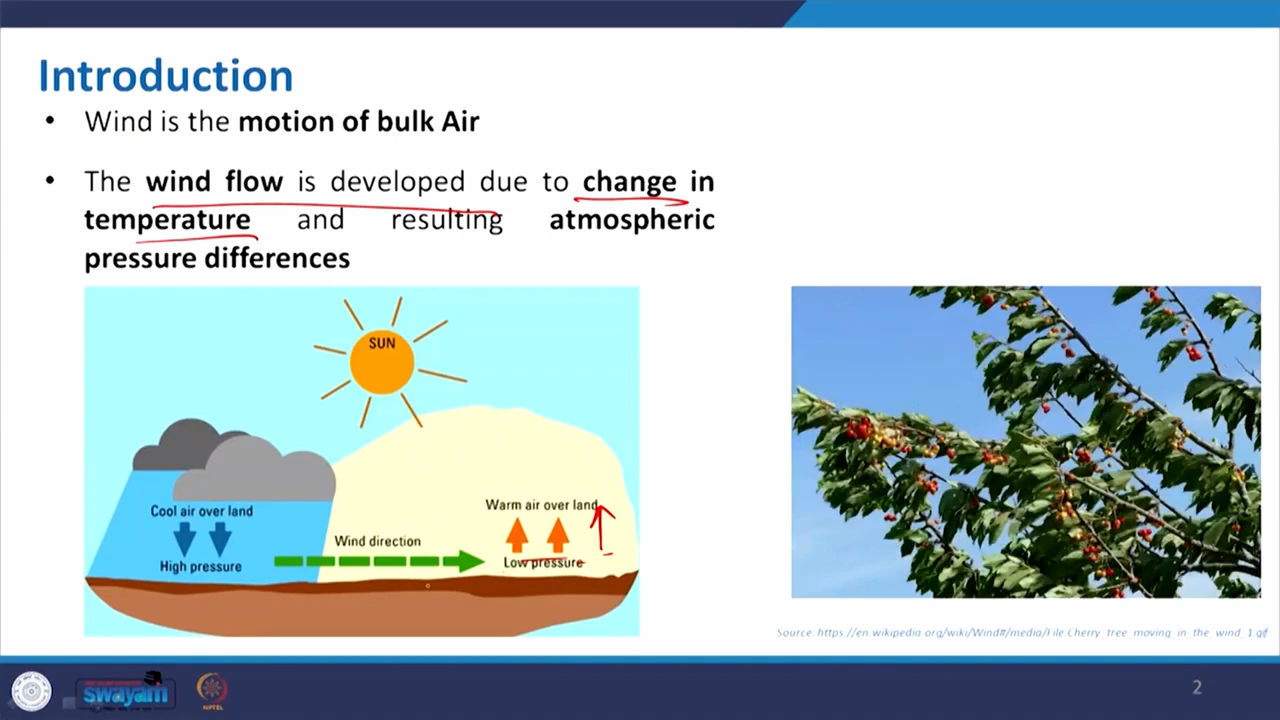 Introduction
• Wind is the motion of bulk Air
• The wind flow is developed due to change in
temperature and resulting atmospheric
pressure differences
SUN
Cool air over land
High pressure
Wind direction
Warm air over land
Low pressure
Source: https://en.wikipedia.org/wiki/Wind#/media/File:Cherry_tree_moving_in_the_wind_1.gif
swayam
NPTEL
2